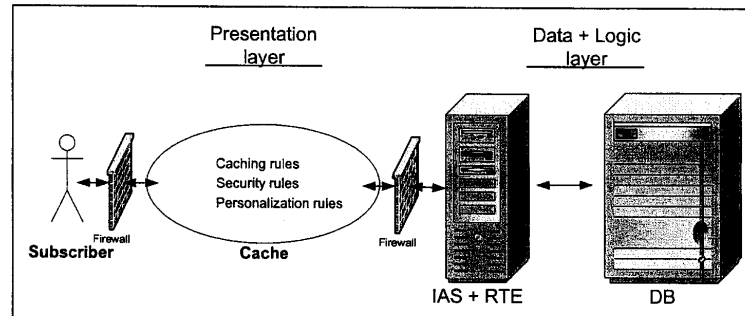 Presentation
layer
Data + Logic
layer
Caching rules
Security rules
Personalization rules
Firewall
Subscriber
Cache
Firewall
IAS + RTE
DB